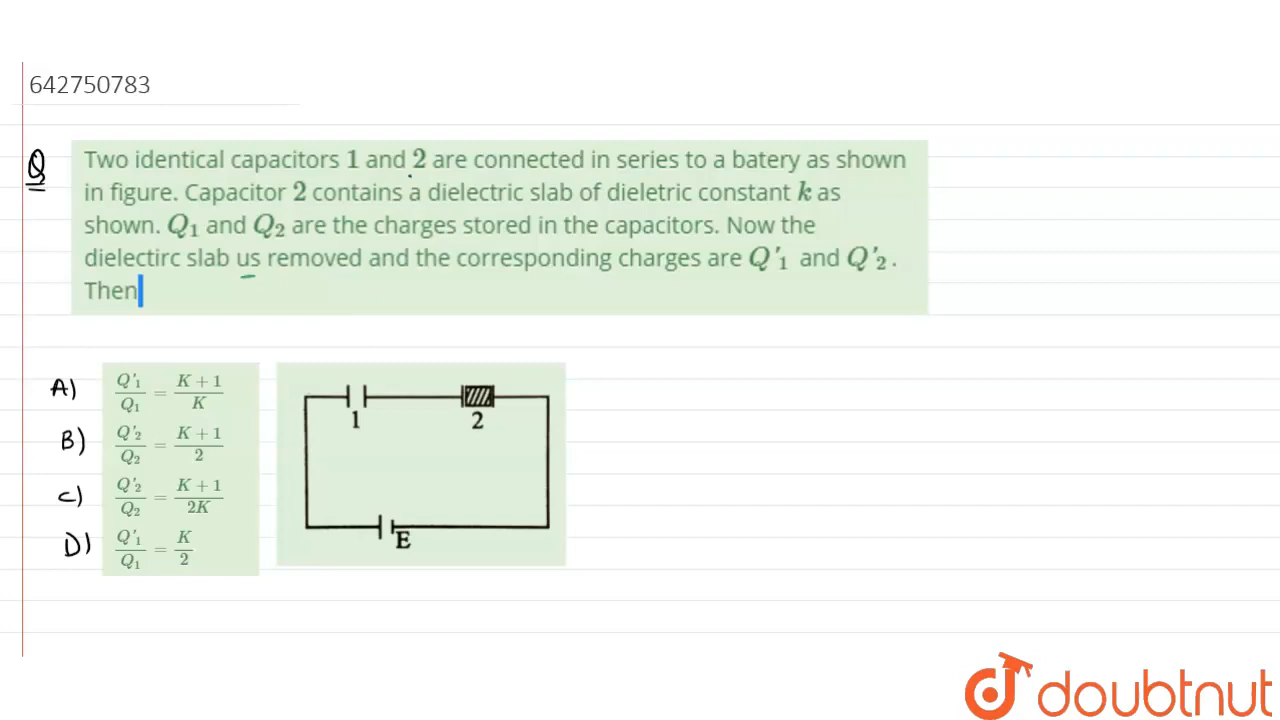 642750783
Q
Two identical capacitors 1 and 2 are connected in series to a batery as shown
in figure. Capacitor 2 contains a dielectric slab of dieletric constant k as
shown. Q₁ and Q₂ are the charges stored in the capacitors. Now the
dielectirc slab us removed and the corresponding charges are Q'₁ and Q'₂.
Then
A) Q'₁/Q₁ = K + 1/K
B) Q'₂/Q₂ = K + 1/2
C) Q'₂/Q₂ = K + 1/2K
D) Q'₁/Q₁ = K/2
1 2
E
doubtnut